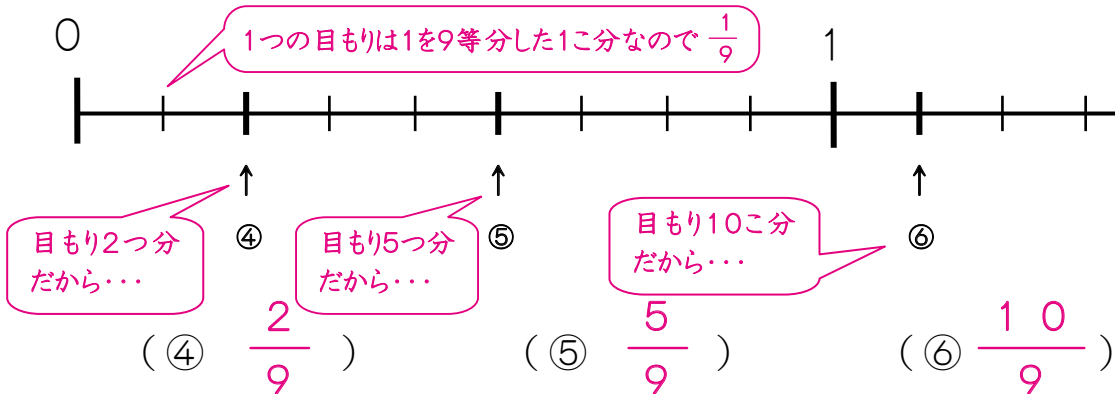 0
1つの目もりは1を9等分した1こ分なので 1/9
1
目もり2つ分
だから・・・
④
目もり5つ分
だから・・・
⑤
目もり10こ分
だから・・・
⑥
(④ 2/9 )
(⑤ 5/9 )
(⑥ 10/9 )